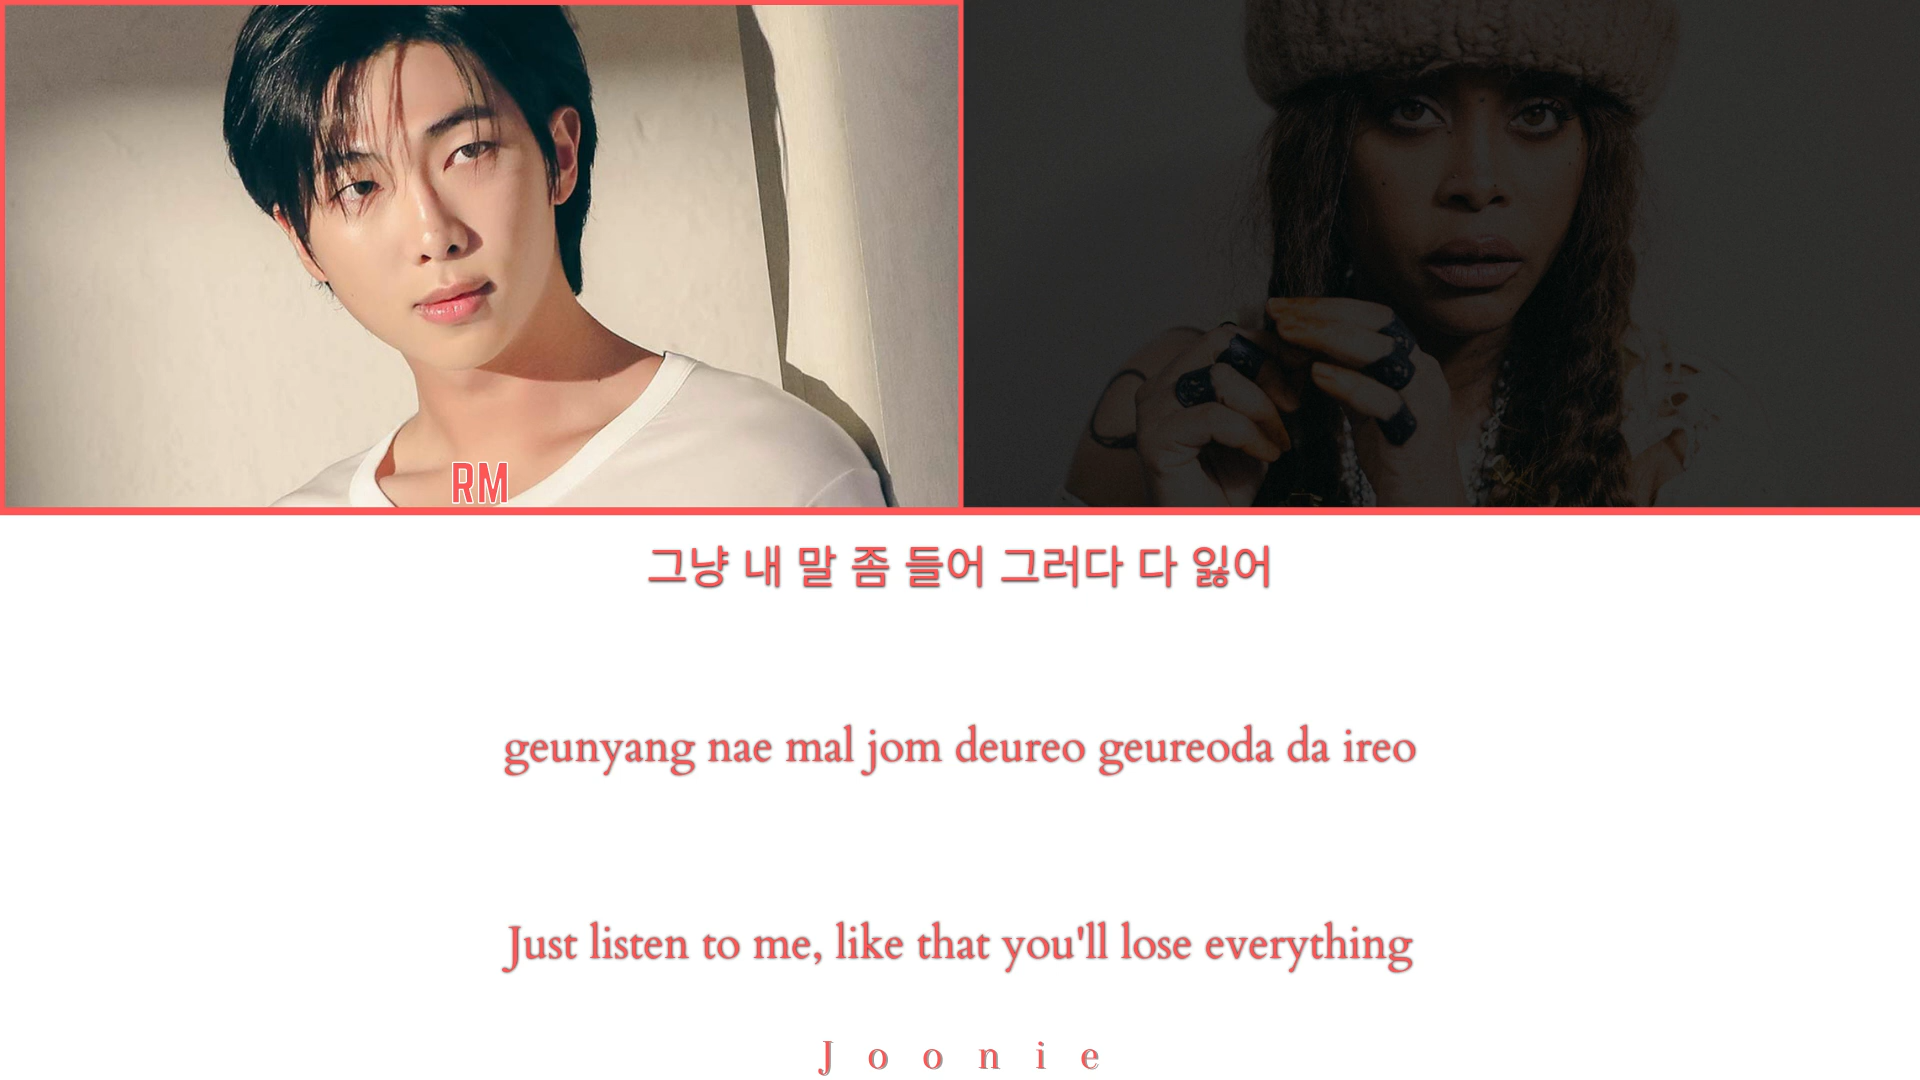 RM
그냥 내 말 좀 들어 그러다 다 잃어
geunyang nae mal jom deureo geureoda da ireo
Just listen to me, like that you'll lose everything
Joonie